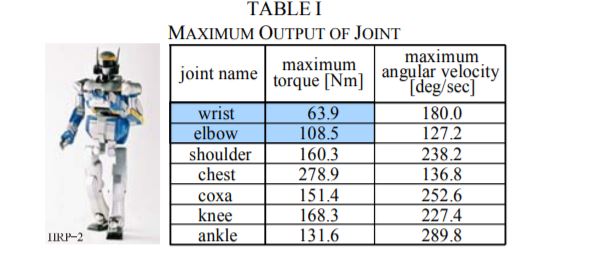 TABLE I
MAXIMUM OUTPUT OF JOINT
joint name maximum torque [Nm] maximum angular velocity [deg/sec]
wrist 63.9 180.0
elbow 108.5 127.2
shoulder 160.3 238.2
chest 278.9 136.8
coxa 151.4 252.6
knee 168.3 227.4
ankle 131.6 289.8
HRP-2